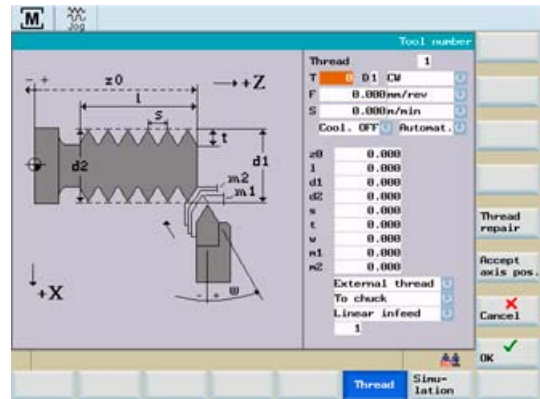 M
Jog
Tool number
Thread 1
T 0 D1 CW
F 0.000mm/rev
S 0.000m/min
Cool. OFF Automat.
z0 0.000
l 0.000
d1 0.000
d2 0.000
s 0.000
t 0.000
w 0.000
m1 0.000
m2 0.000
External thread
To chuck
Linear infeed
1
- +
z0
+Z
l
s
t
d2
d1
m2
m1
w
- +
+X
Thread
repair
Accept
axis pos.
Cancel
OK
Thread
Simu-
lation